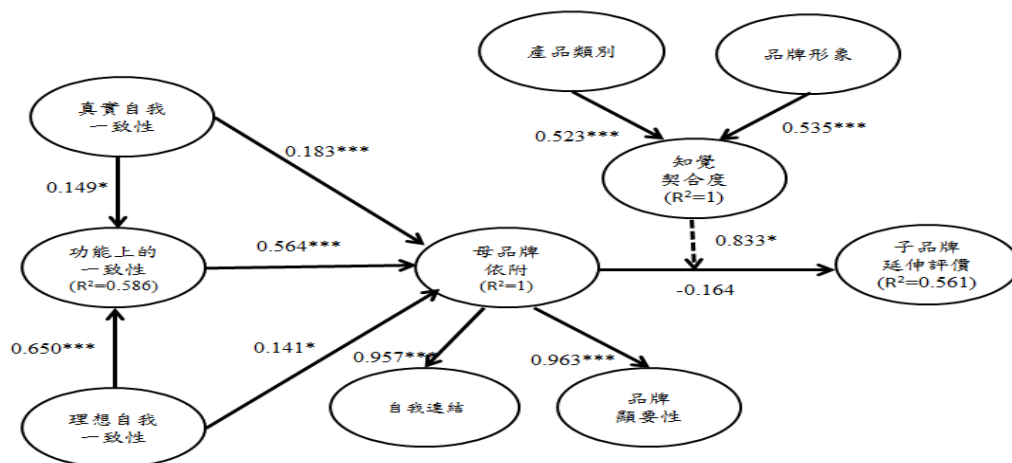 產品類別
品牌形象
真實自我
一致性
0.523***
0.535***
0.183***
知覺
契合度
(R²=1)
0.149*
0.833*
功能上的
一致性
(R²=0.586)
0.564***
母品牌
依附
(R²=1)
子品牌
延伸評價
(R²=0.561)
-0.164
0.650***
0.141*
0.957***
0.963***
理想自我
一致性
自我連結
品牌
顯要性